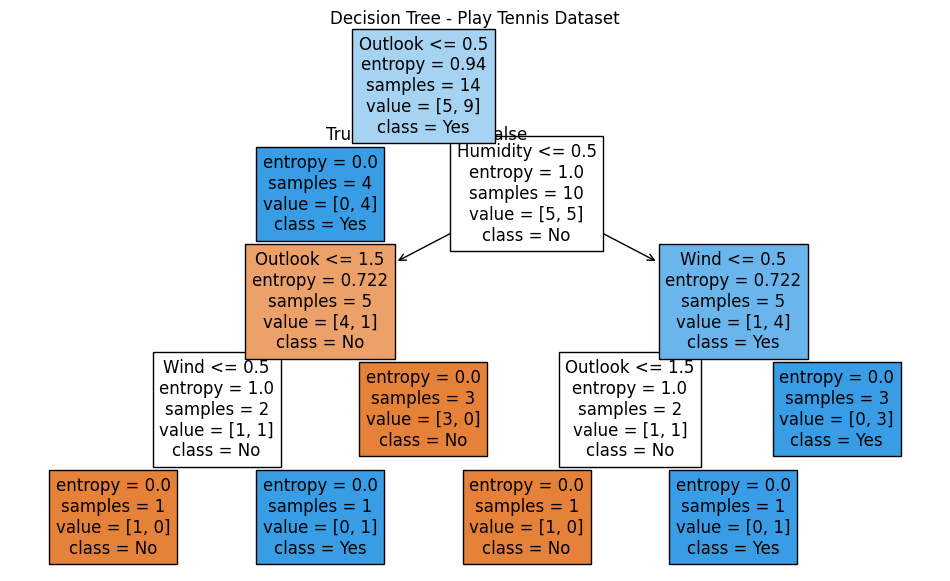 Decision Tree - Play Tennis Dataset
Outlook <= 0.5
entropy = 0.94
samples = 14
value = [5, 9]
class = Yes
Tru
alse
entropy = 0.0
samples = 4
value = [0, 4]
class = Yes
Humidity <= 0.5
entropy = 1.0
samples = 10
value = [5, 5]
class = No
Outlook <= 1.5
entropy = 0.722
samples = 5
value = [4, 1]
class = No
Wind <= 0.5
entropy = 0.722
samples = 5
value = [1, 4]
class = Yes
Wind <= 0.5
entropy = 1.0
samples = 2
value = [1, 1]
class = No
entropy = 0.0
samples = 3
value = [3, 0]
class = No
Outlook <= 1.5
entropy = 1.0
samples = 2
value = [1, 1]
class = No
entropy = 0.0
samples = 3
value = [0, 3]
class = Yes
entropy = 0.0
samples = 1
value = [1, 0]
class = No
entropy = 0.0
samples = 1
value = [0, 1]
class = Yes
entropy = 0.0
samples = 1
value = [1, 0]
class = No
entropy = 0.0
samples = 1
value = [0, 1]
class = Yes